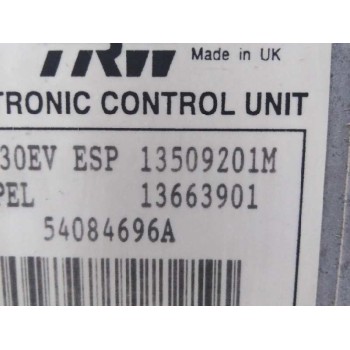 TRW Made in UK
TRONIC CONTROL UNIT
30EV ESP 13509201M
PEL 13663901
54084696A